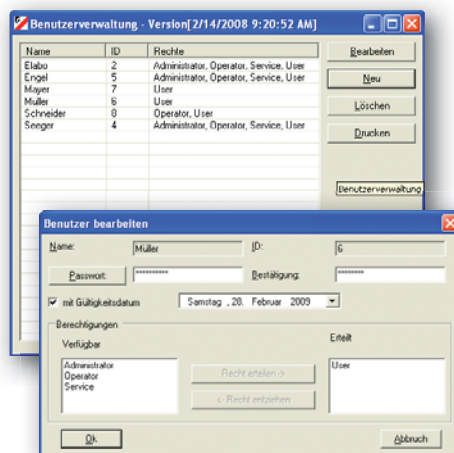 Benutzerverwaltung - Version[2/14/2008 9:20:52 AM]
Name ID Rechte
Elabo 2 Administrator, Operator, Service, User
Engel 5 Administrator, Operator, Service, User
Mayer 7 User
Müller 6 User
Schneider 8 Operator, User
Seeger 4 Administrator, Operator, Service, User
Bearbeiten
Neu
Löschen
Drucken
Benutzerverwaltung
Benutzer bearbeiten
Name: Müller ID: 6
Passwort: ********** Bestätigung: ********
mit Gültigkeitsdatum Samstag , 28. Februar 2009
Berechtigungen
Verfügbar Erteilt
Administrator
Operator
Service
Recht erteilen ->
<- Recht entziehen
User
Ok Abbruch